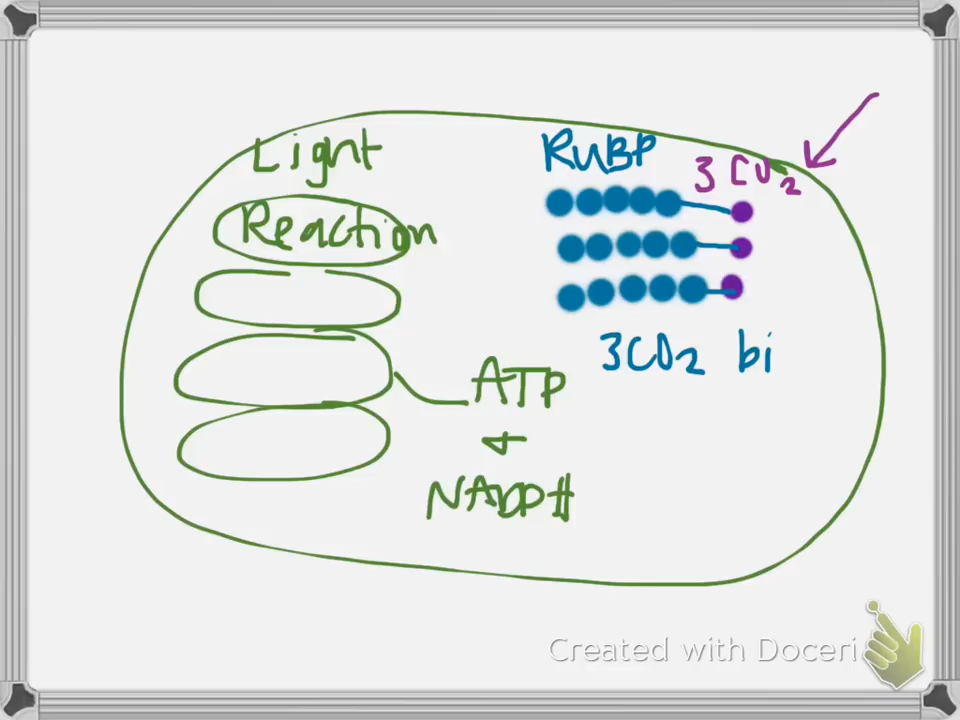 Light
Reaction
RuBP
3 CO2
3CO2 bi
ATP
+
NADPH
Created with Doceri